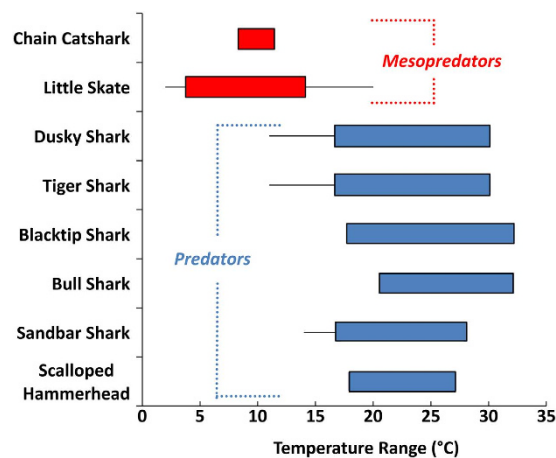 Chain Catshark
Mesopredators
Little Skate
Dusky Shark
Tiger Shark
Blacktip Shark
Predators
Bull Shark
Sandbar Shark
Scalloped
Hammerhead
0 5 10 15 20 25 30 35
Temperature Range (°C)